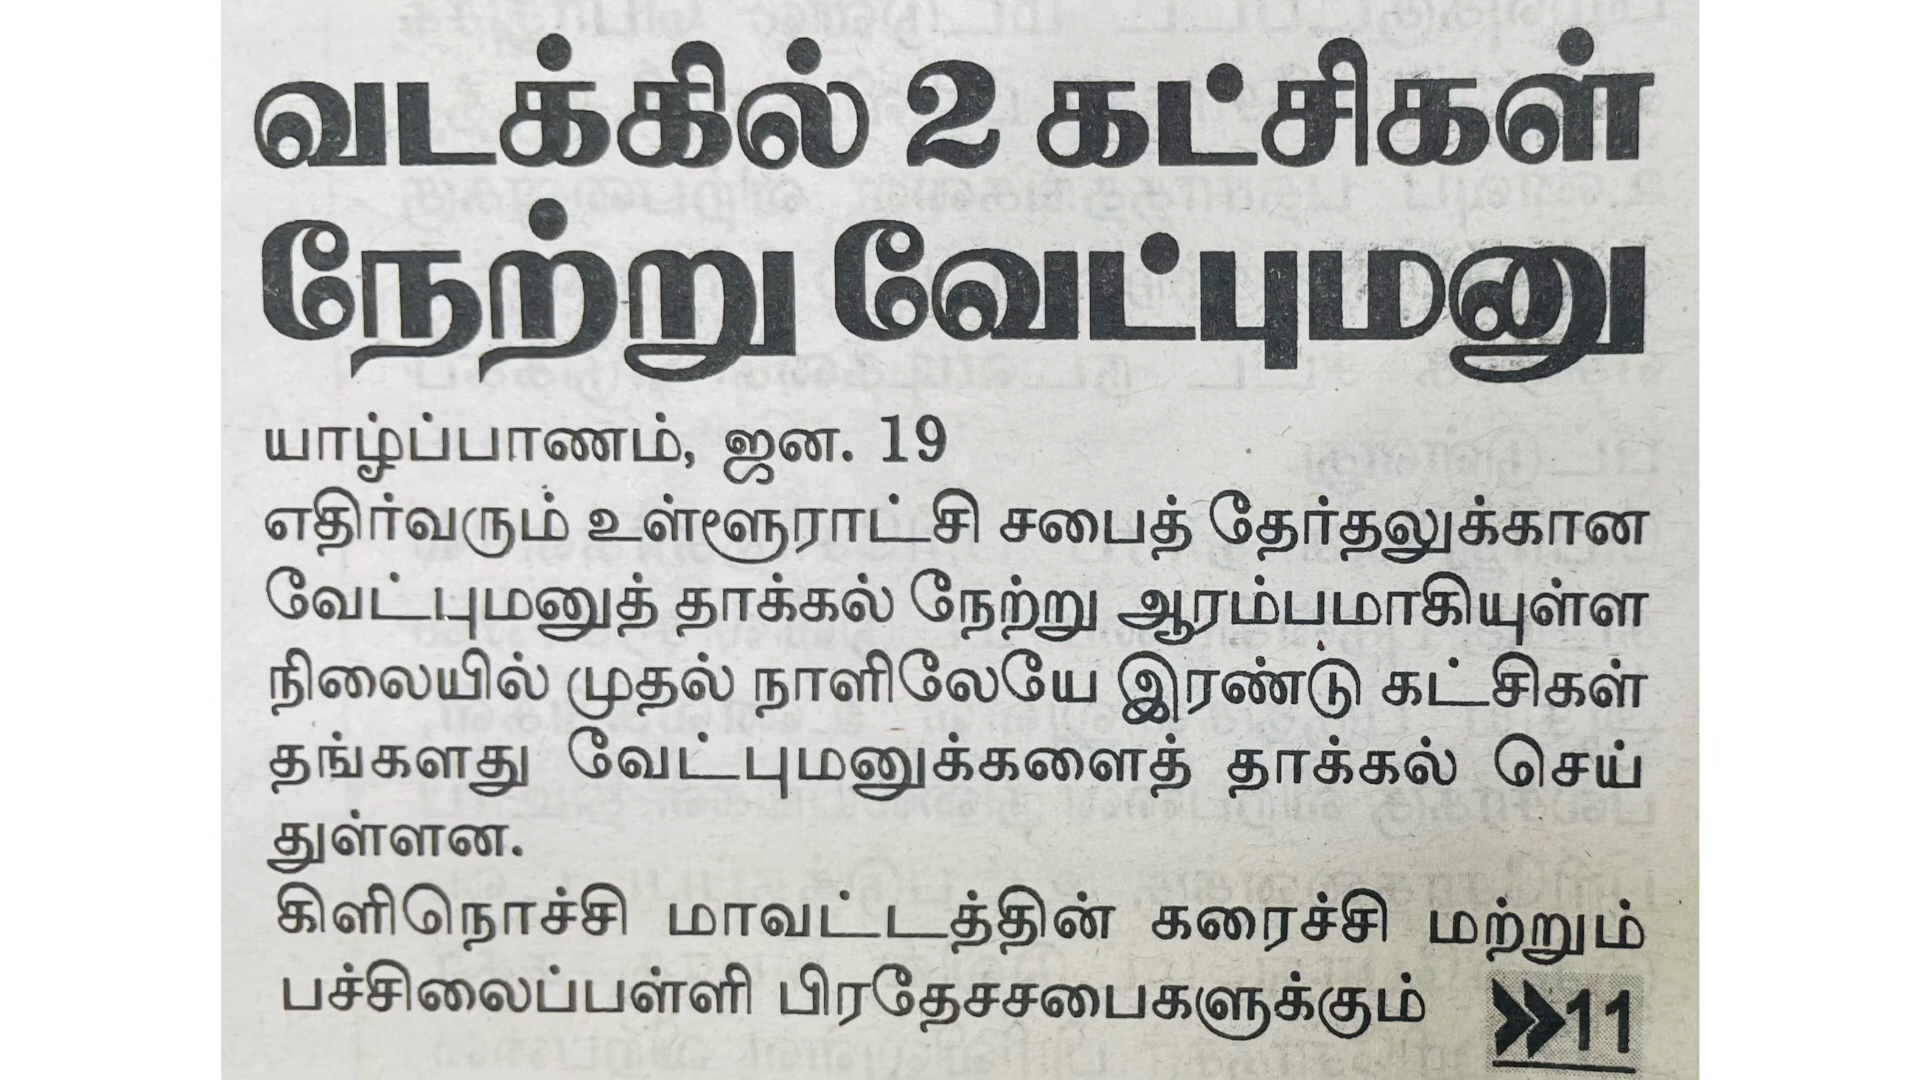 வடக்கில் 2 கட்சிகள்
நேற்று வேட்புமனு
யாழ்ப்பாணம், ஜன. 19
எதிர்வரும் உள்ளூராட்சி சபைத் தேர்தலுக்கான
வேட்புமனுத் தாக்கல் நேற்று ஆரம்பமாகியுள்ள
நிலையில் முதல் நாளிலேயே இரண்டு கட்சிகள்
தங்களது வேட்புமனுக்களைத் தாக்கல் செய்
துள்ளன.
கிளிநொச்சி மாவட்டத்தின் கரைச்சி மற்றும்
பச்சிலைப்பள்ளி பிரதேசசபைகளுக்கும் »11